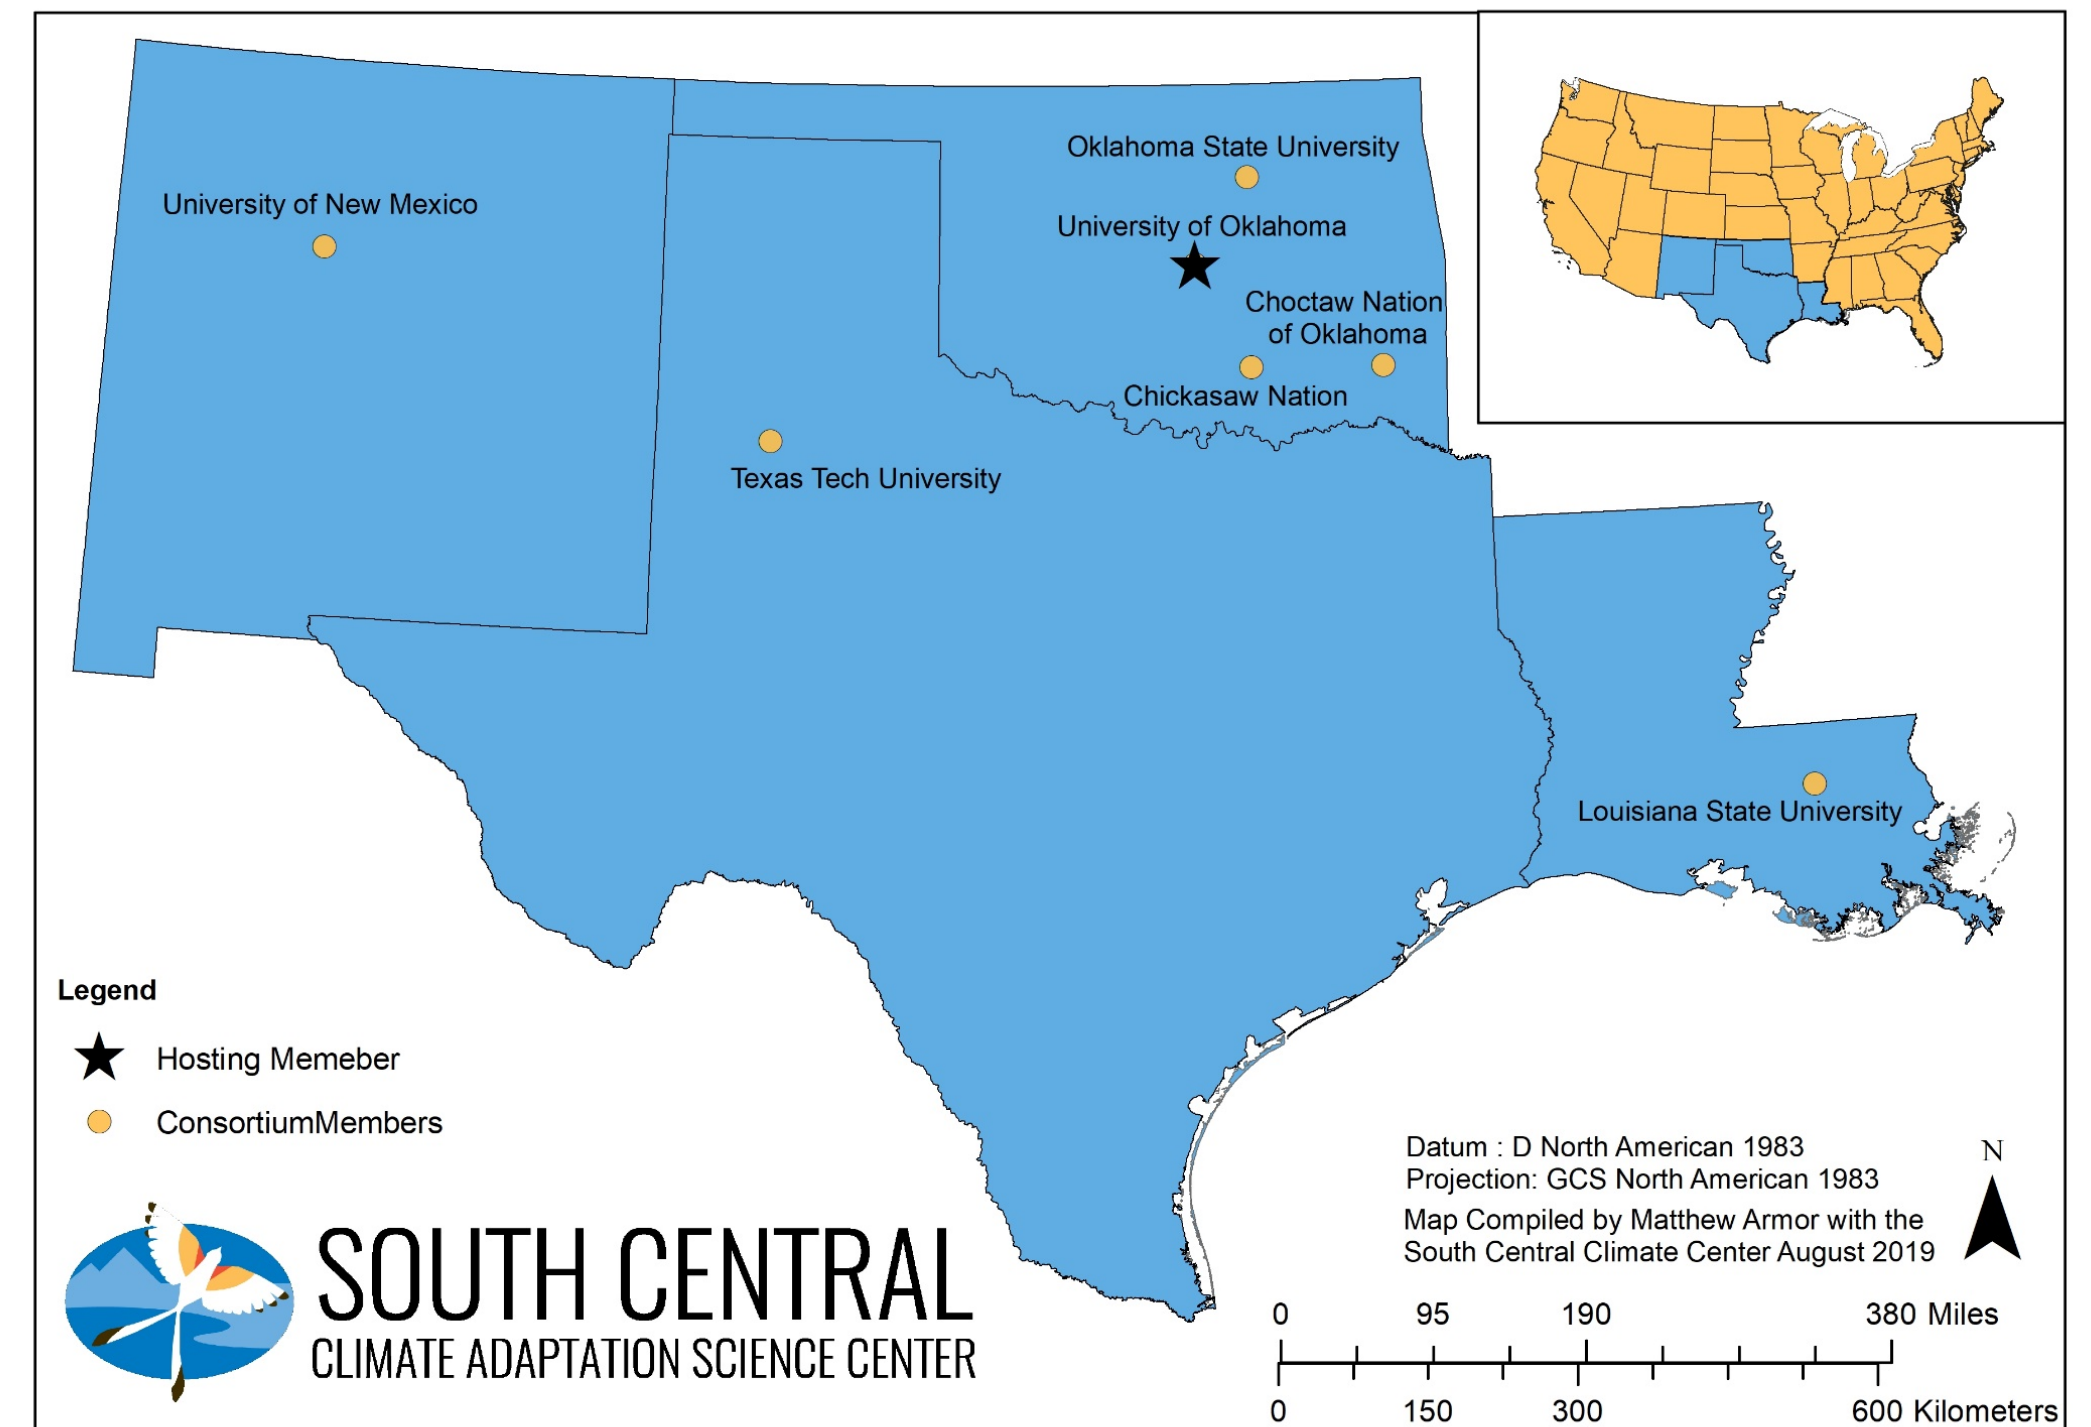 Oklahoma State University
University of New Mexico
University of Oklahoma
Choctaw Nation
of Oklahoma
Chickasaw Nation
Texas Tech University
Louisiana State University
Legend
Hosting Memeber
ConsortiumMembers
SOUTH CENTRAL
CLIMATE ADAPTATION SCIENCE CENTER
Datum : D North American 1983
Projection: GCS North American 1983
Map Compiled by Matthew Armor with the
South Central Climate Center August 2019
N
0 95 190 380 Miles
0 150 300 600 Kilometers